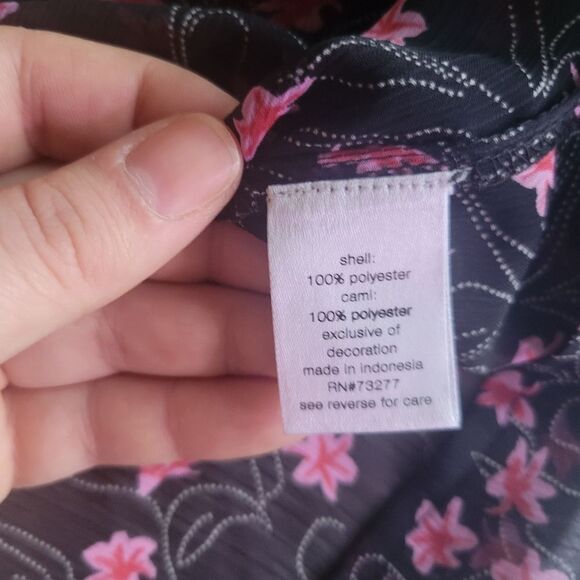 shell:
100% polyester
cami:
100% polyester
exclusive of
decoration
made in indonesia
RN#73277
see reverse for care